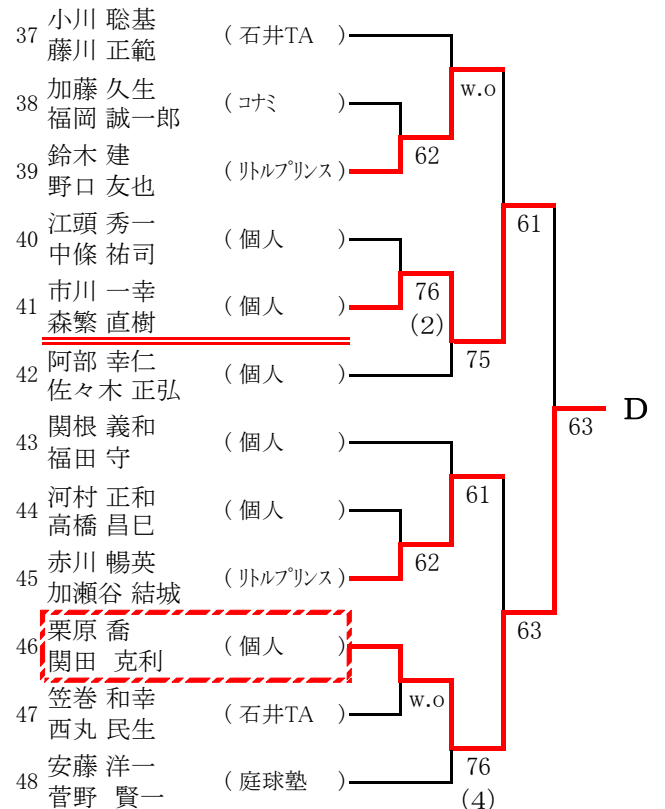 小川 聡基
37 (石井TA )
藤川 正範
加藤 久生
38 (コナミ )
福岡 誠一郎
w.o
鈴木 建
39 (リトルプリンス)
野口 友也
62
江頭 秀一
40 (個人 )
中條 祐司
61
市川 一幸
41 (個人 )
森繁 直樹
76
(2)
阿部 幸仁
42 (個人 )
佐々木 正弘
75
関根 義和
43 (個人 )
福田 守
63 D
河村 正和
44 (個人 )
高橋 昌巳
61
赤川 暢英
45 (リトルプリンス)
加瀬谷 結城
62
栗原 喬
46 (個人 )
関田 克利
63
笠巻 和幸
47 (石井TA )
西丸 民生
w.o
安藤 洋一
48 (庭球塾 )
菅野 賢一
76
(4)